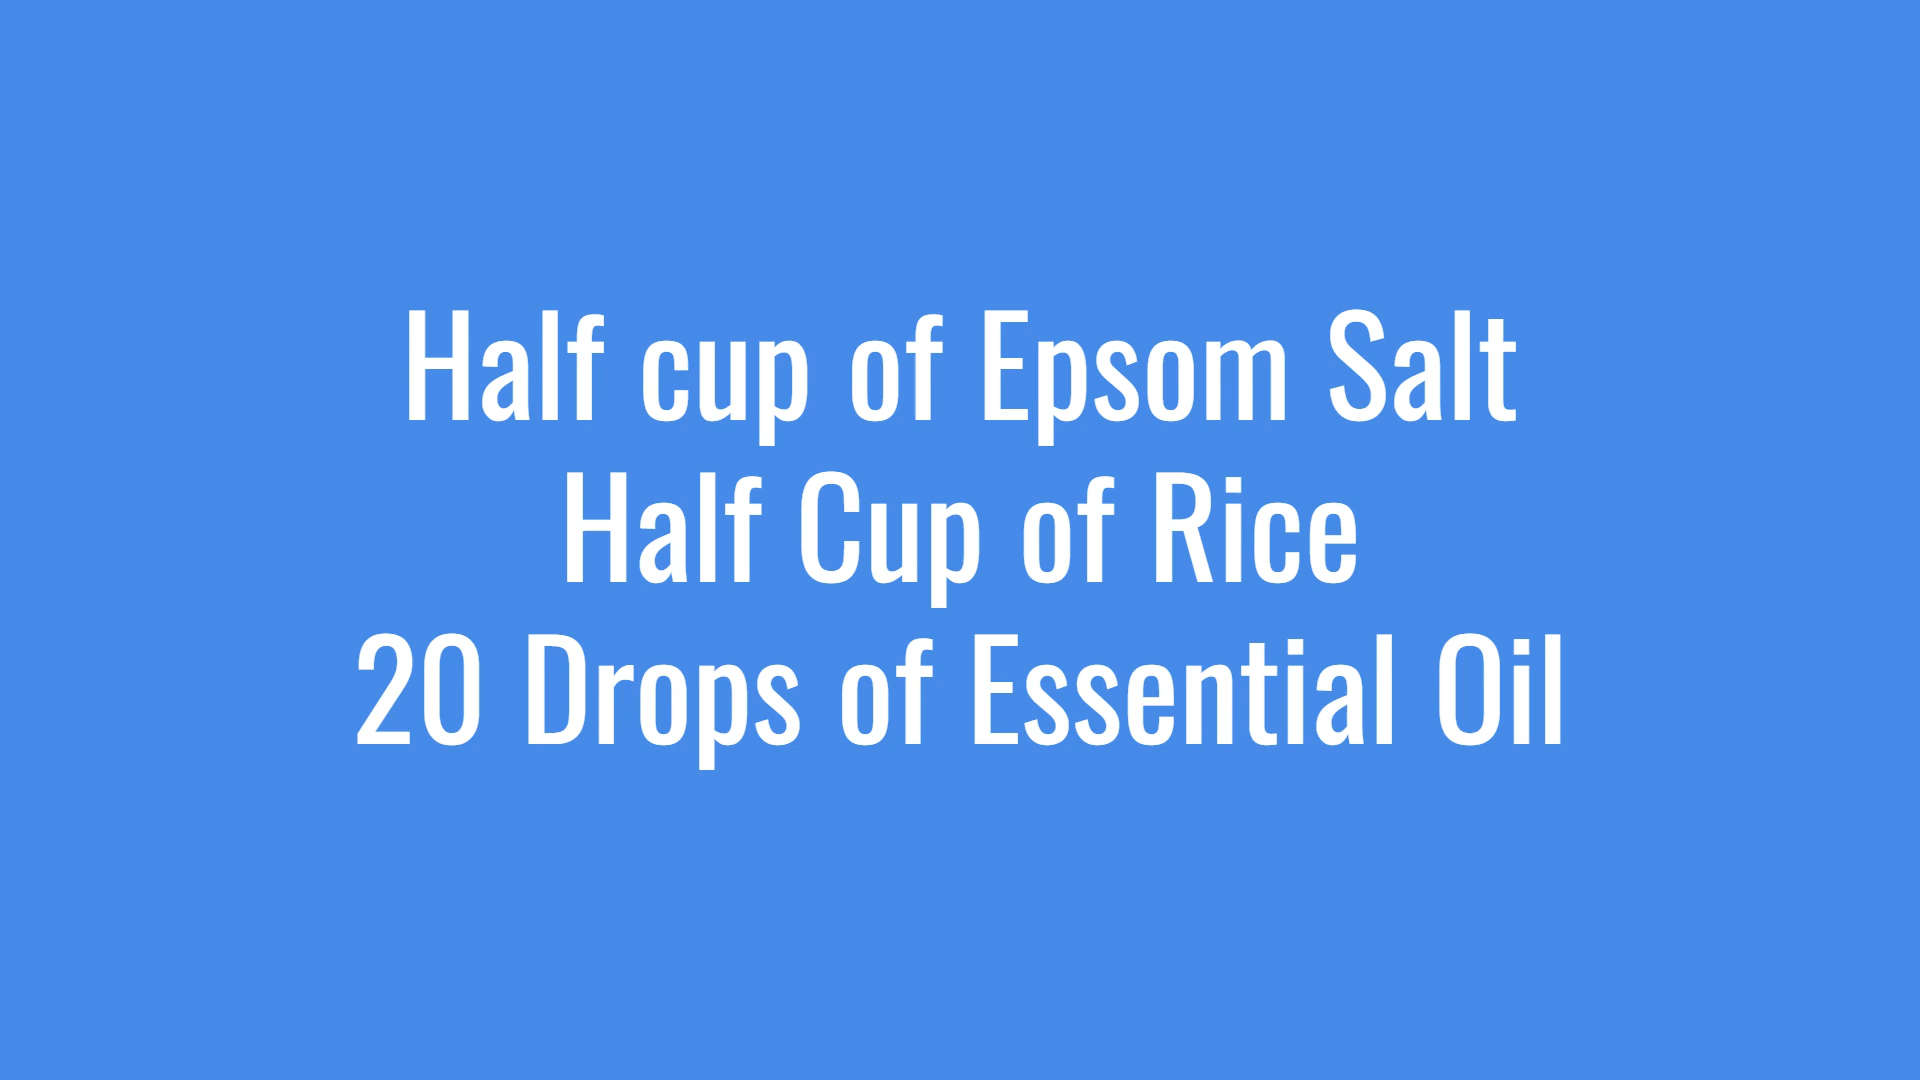 Half cup of Epsom Salt
Half Cup of Rice
20 Drops of Essential Oil